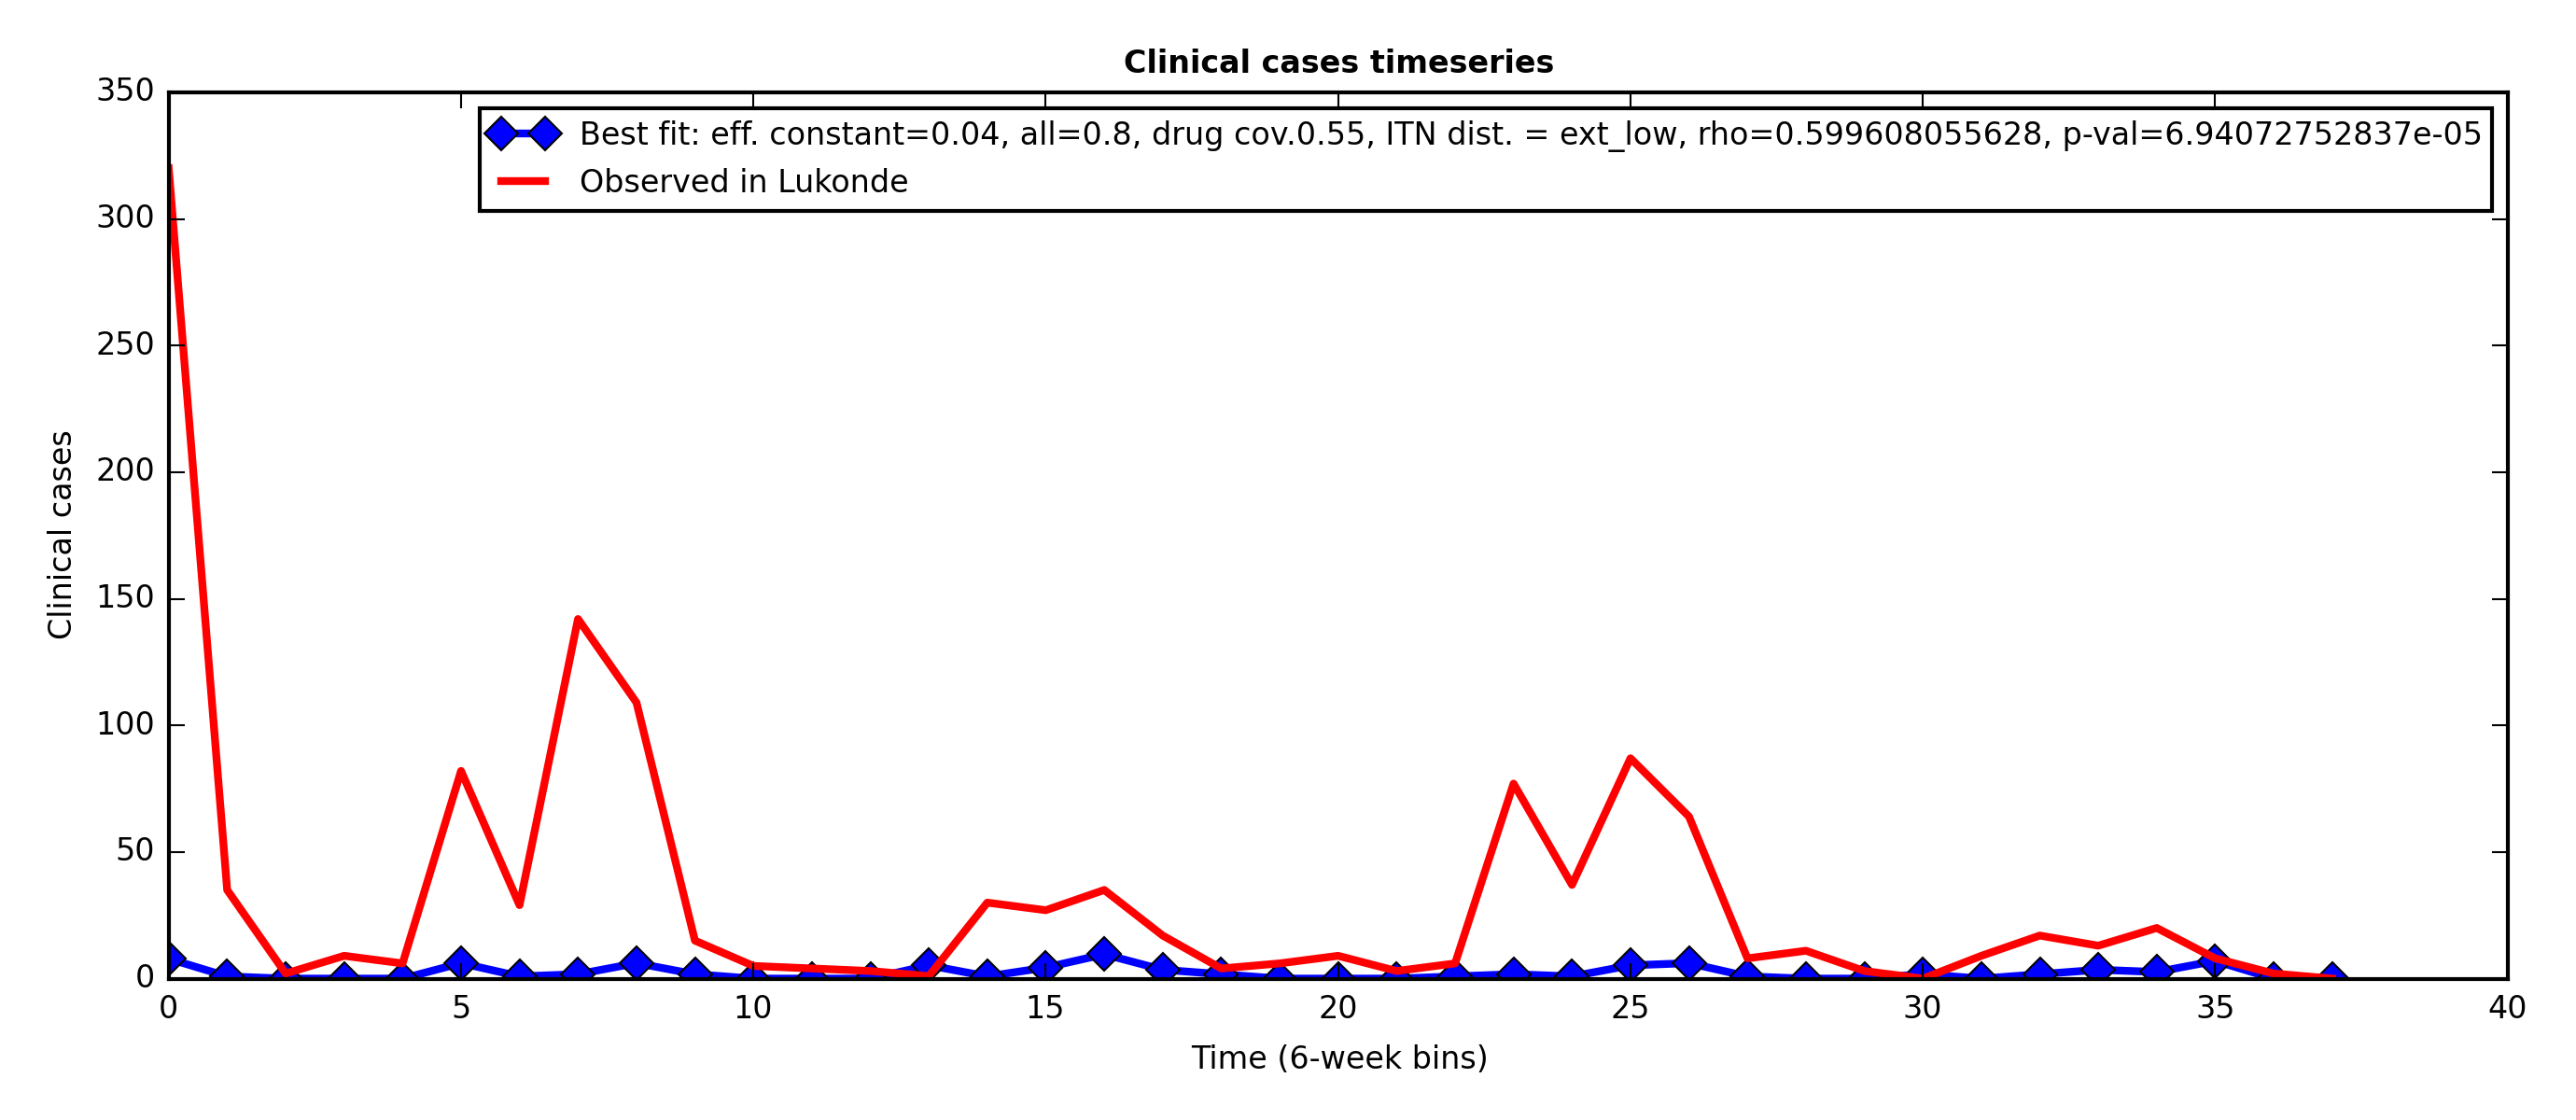 Clinical cases timeseries
350
300
250
200
150
100
50
0
Clinical cases
Best fit: eff. constant=0.04, all=0.8, drug cov.0.55, ITN dist. = ext_low, rho=0.599608055628, p-val=6.94072752837e-05
Observed in Lukonde
0 5 10 15 20 25 30 35 40
Time (6-week bins)